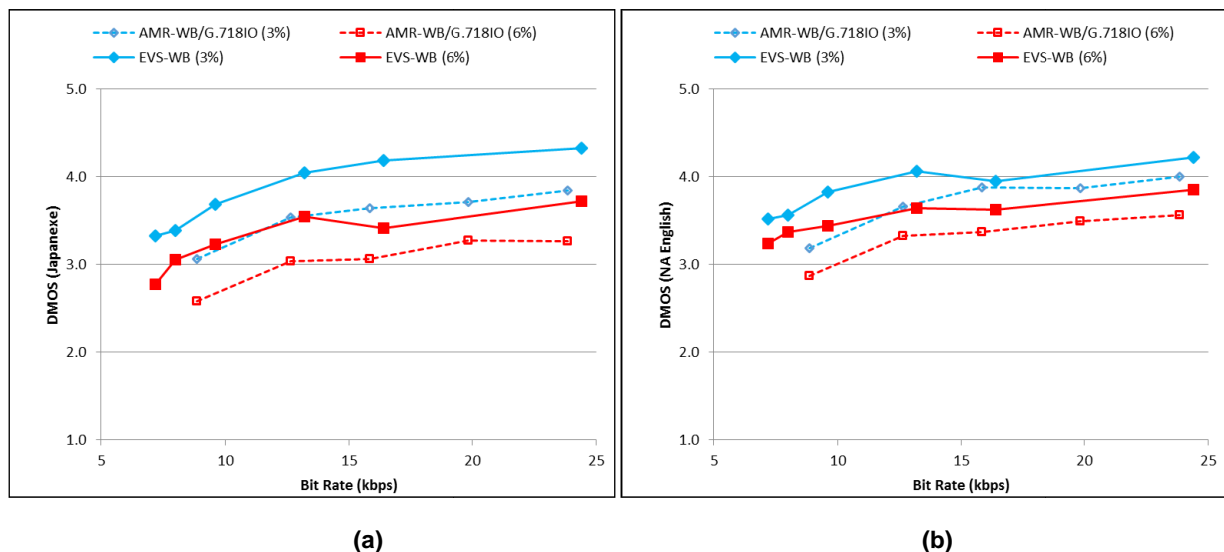 AMR-WB/G.718IO (3%) AMR-WB/G.718IO (6%)
EVS-WB (3%) EVS-WB (6%)
5.0
4.0
3.0
2.0
1.0
DMOS (Japanexe)
5 10 15 20 25
Bit Rate (kbps)
(a)
AMR-WB/G.718IO (3%) AMR-WB/G.718IO (6%)
EVS-WB (3%) EVS-WB (6%)
5.0
4.0
3.0
2.0
1.0
DMOS (NA English)
5 10 15 20 25
Bit Rate (kbps)
(b)